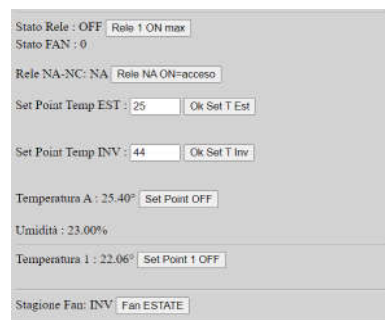 Stato Rele : OFF Rele 1 ON max
Stato FAN : 0
Rele NA-NC: NA Rele NA ON=acceso
Set Point Temp EST : 25 Ok Set T Est
Set Point Temp INV : 44 Ok Set T Inv
Temperatura A : 25.40° Set Point OFF
Umidità : 23.00%
Temperatura 1 : 22.06° Set Point 1 OFF
Stagione Fan: INV Fan ESTATE